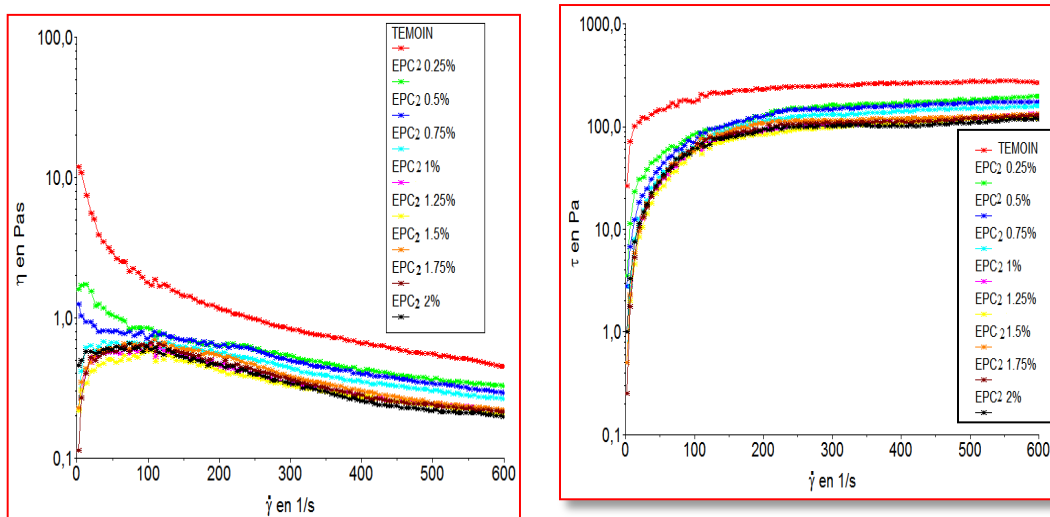 100,0
10,0
1,0
0,1
η en Pas
0 100 200 300 400 500 600
γ̇ en 1/s
TEMOIN
EPC2 0.25%
EPC2 0.5%
EPC2 0.75%
EPC2 1%
EPC2 1.25%
EPC2 1.5%
EPC2 1.75%
EPC2 2%
1000,0
100,0
10,0
1,0
0,1
τ en Pa
0 100 200 300 400 500 600
γ̇ en 1/s
TEMOIN
EPC2 0.25%
EPC2 0.5%
EPC2 0.75%
EPC2 1%
EPC2 1.25%
EPC2 1.5%
EPC2 1.75%
EPC2 2%